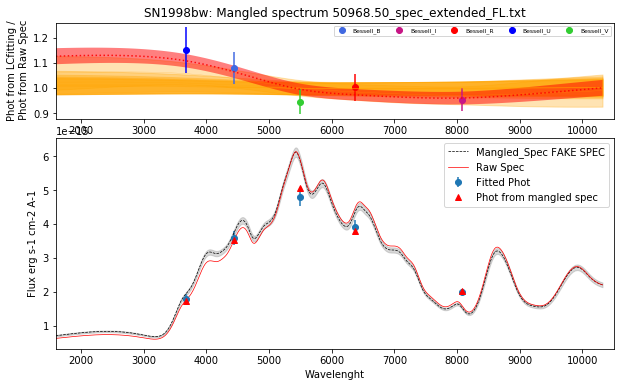 SN1998bw: Mangled spectrum 50968.50_spec_extended_FL.txt
Phot from LCfitting /
Phot from Raw Spec
1.2
1.1
1.0
0.9
Bessell_B
Bessell_I
Bessell_R
Bessell_U
Bessell_V
2000 3000 4000 5000 6000 7000 8000 9000 10000
Flux erg s-1 cm-2 A-1
6
5
4
3
2
1
Mangled_Spec FAKE SPEC
Raw Spec
Fitted Phot
Phot from mangled spec
2000 3000 4000 5000 6000 7000 8000 9000 10000
Wavelenght